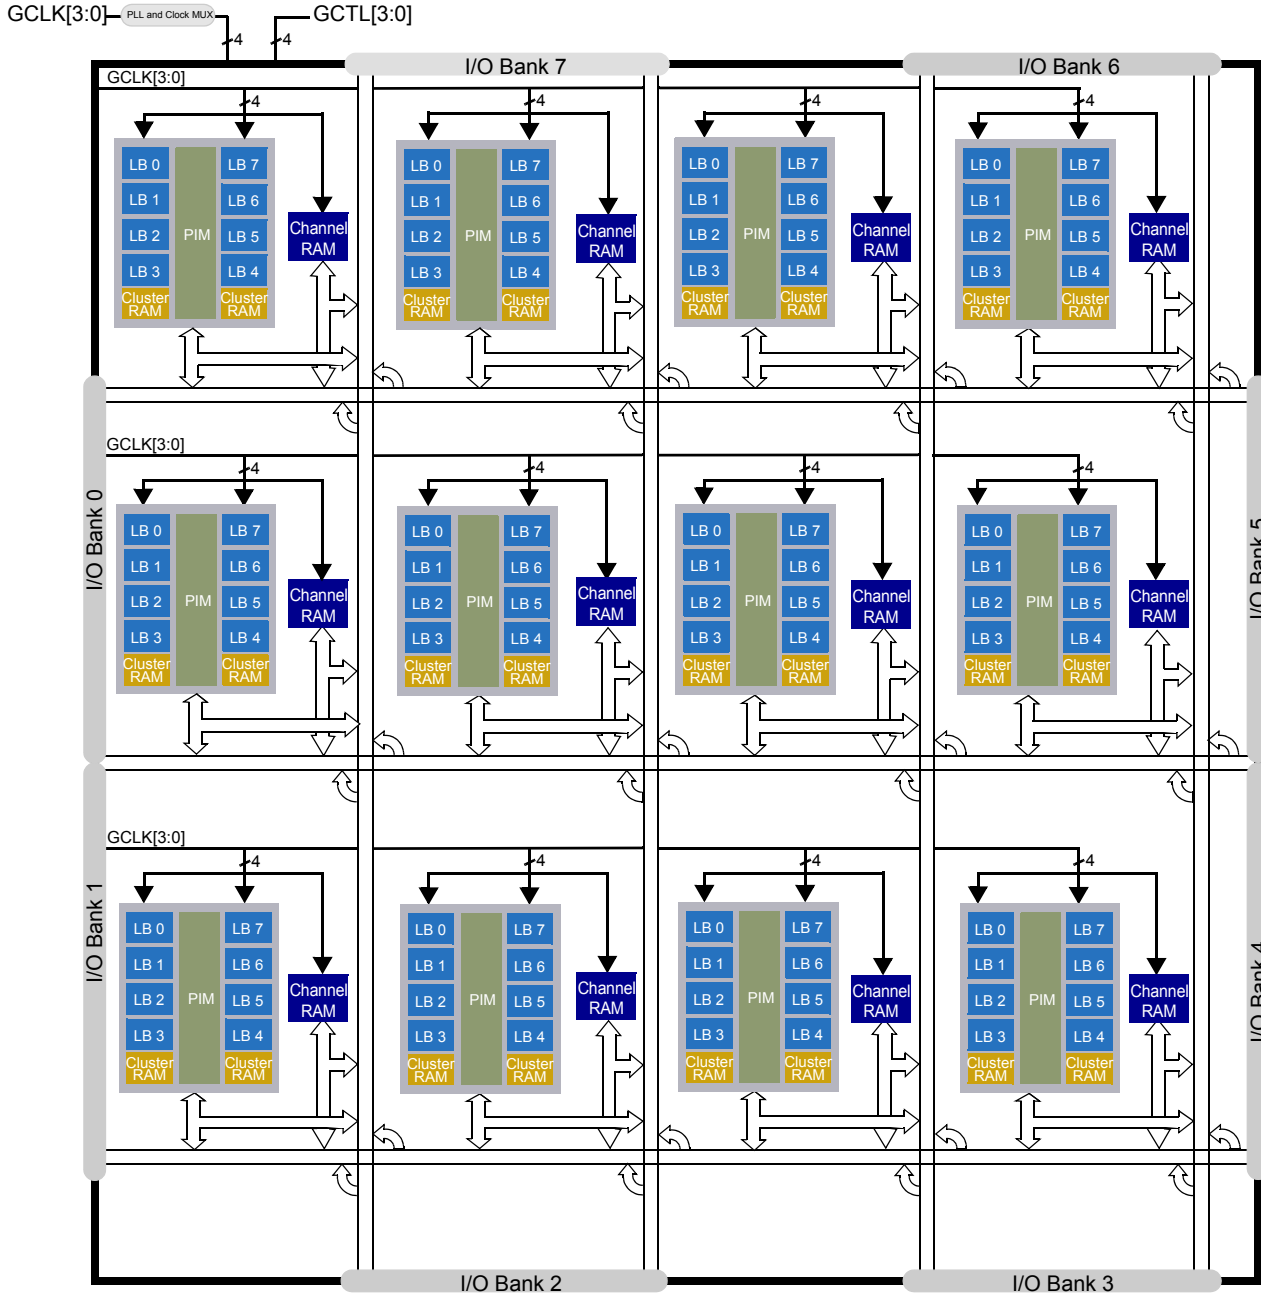 GCLK[3:0] PLL and Clock MUX GCTL[3:0]
4 4
I/O Bank 7 I/O Bank 6
GCLK[3:0]
4 4 4 4
LB 0 LB 7 LB 0 LB 7 LB 0 LB 7 LB 0 LB 7
LB 1 LB 6 LB 1 LB 6 LB 1 LB 6 LB 1 LB 6
LB 2 PIM LB 5 LB 2 PIM LB 5 LB 2 PIM LB 5 LB 2 PIM LB 5
Channel Channel Channel Channel
RAM RAM RAM RAM
LB 3 LB 4 LB 3 LB 4 LB 3 LB 4 LB 3 LB 4
Cluster Cluster Cluster Cluster Cluster Cluster Cluster Cluster
RAM RAM RAM RAM RAM RAM RAM RAM
I/O Bank 0
I/O Bank 5
GCLK[3:0]
4 4 4 4
LB 0 LB 7 LB 0 LB 7 LB 0 LB 7 LB 0 LB 7
LB 1 LB 6 LB 1 LB 6 LB 1 LB 6 LB 1 LB 6
LB 2 PIM LB 5 LB 2 PIM LB 5 LB 2 PIM LB 5 LB 2 PIM LB 5
Channel Channel Channel Channel
RAM RAM RAM RAM
LB 3 LB 4 LB 3 LB 4 LB 3 LB 4 LB 3 LB 4
Cluster Cluster Cluster Cluster Cluster Cluster Cluster Cluster
RAM RAM RAM RAM RAM RAM RAM RAM
I/O Bank 1
I/O Bank 4
GCLK[3:0]
4 4 4 4
LB 0 LB 7 LB 0 LB 7 LB 0 LB 7 LB 0 LB 7
LB 1 LB 6 LB 1 LB 6 LB 1 LB 6 LB 1 LB 6
LB 2 PIM LB 5 LB 2 PIM LB 5 LB 2 PIM LB 5 LB 2 PIM LB 5
Channel Channel Channel Channel
RAM RAM RAM RAM
LB 3 LB 4 LB 3 LB 4 LB 3 LB 4 LB 3 LB 4
Cluster Cluster Cluster Cluster Cluster Cluster Cluster Cluster
RAM RAM RAM RAM RAM RAM RAM RAM
I/O Bank 2 I/O Bank 3